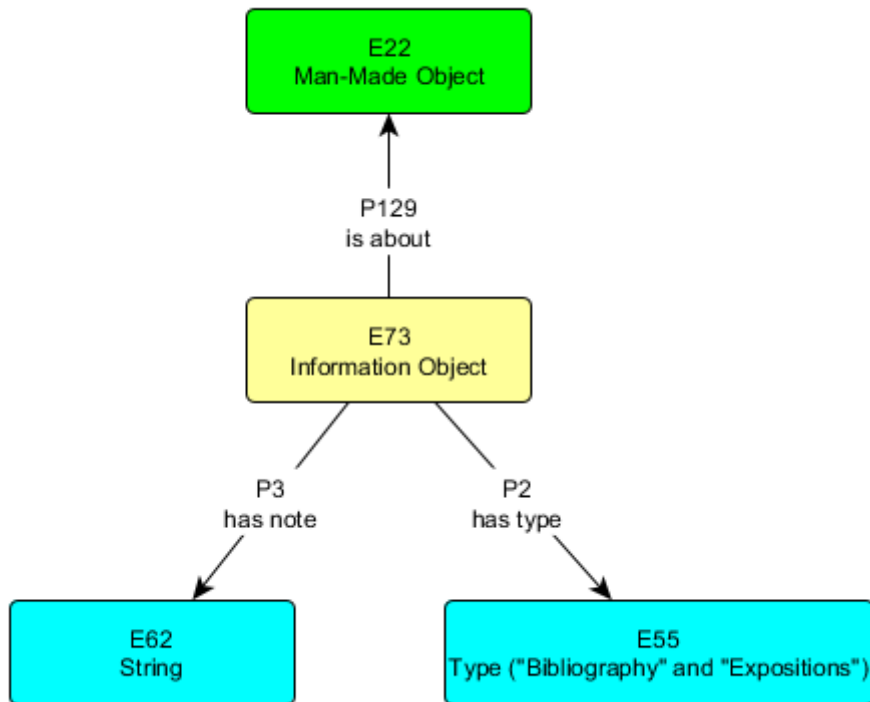 E22
Man-Made Object
P129
is about
E73
Information Object
P3
has note
P2
has type
E62
String
E55
Type ("Bibliography" and "Expositions")